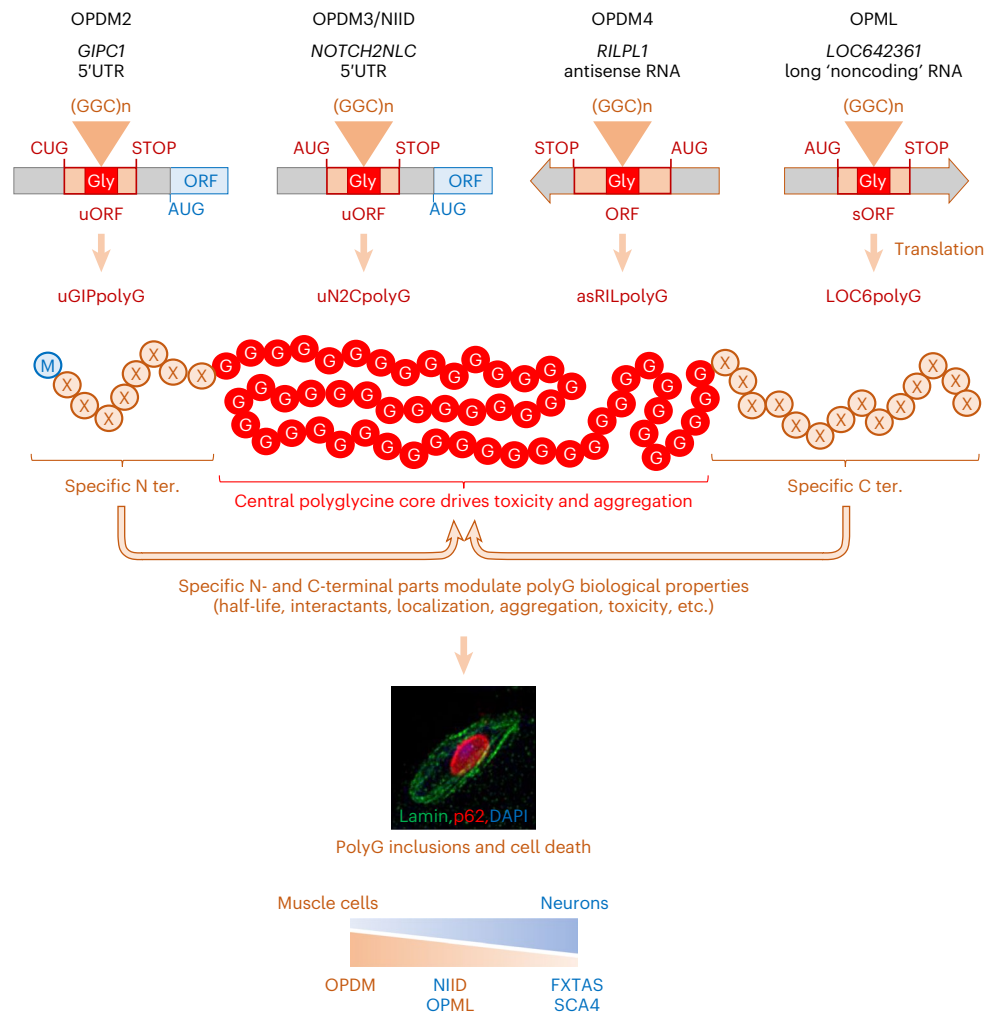 OPDM2
GIPC1
5'UTR
(GGC)n
CUG
STOP
Gly
ORF
uORF
AUG
uGIPpolyG
OPDM3/NIID
NOTCH2NLC
5'UTR
(GGC)n
AUG
STOP
Gly
ORF
uORF
AUG
uN2CpolyG
OPDM4
RILPL1
antisense RNA
(GGC)n
STOP
AUG
Gly
ORF
asRILpolyG
OPML
LOC642361
long ‘noncoding’ RNA
(GGC)n
AUG
STOP
Gly
sORF
Translation
LOC6polyG
M X X X X X X X X G G G G G G G G G G G G G G G G G G G G G G G G G G G G G G G G G G G G G G G G G G G G G G G G G G G G G G G X X X X X X X X X X X X X X
Specific N ter.
Central polyglycine core drives toxicity and aggregation
Specific C ter.
Specific N- and C-terminal parts modulate polyG biological properties
(half-life, interactants, localization, aggregation, toxicity, etc.)
Lamin,p62,DAPI
PolyG inclusions and cell death
Muscle cells
Neurons
OPDM
NIID
FXTAS
OPML
SCA4